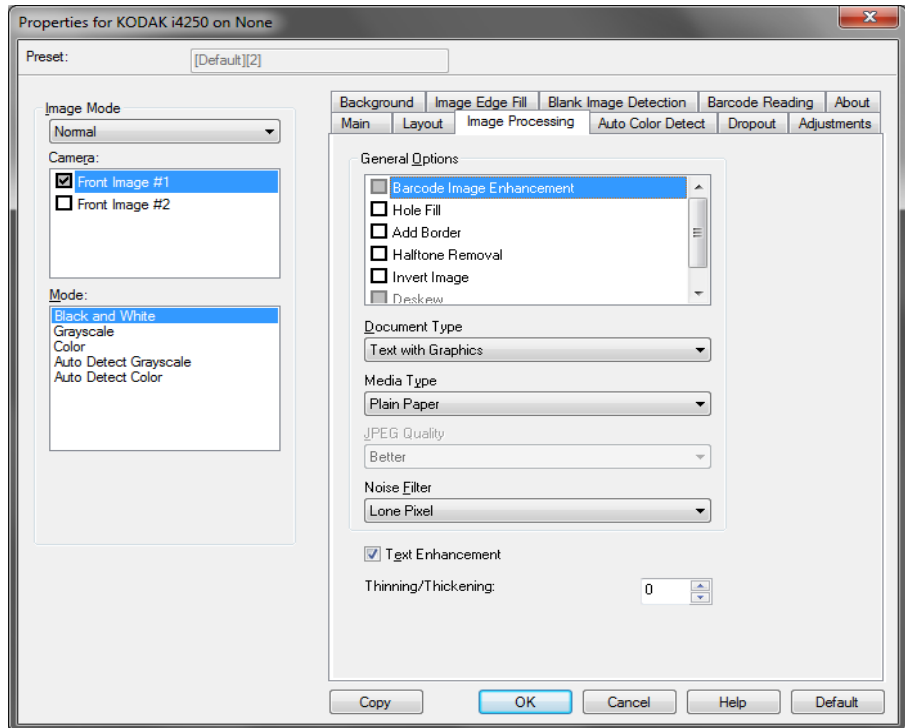 Properties for KODAK i4250 on None
Preset:
[Default][2]
Image Mode
Normal
Camera:
Front Image #1
Front Image #2
Mode:
Black and White
Grayscale
Color
Auto Detect Grayscale
Auto Detect Color
Background
Image Edge Fill
Blank Image Detection
Barcode Reading
About
Main
Layout
Image Processing
Auto Color Detect
Dropout
Adjustments
General Options
Barcode Image Enhancement
Hole Fill
Add Border
Halftone Removal
Invert Image
Deskew
Document Type
Text with Graphics
Media Type
Plain Paper
JPEG Quality
Better
Noise Filter
Lone Pixel
Text Enhancement
Thinning/Thickening:
0
Copy
OK
Cancel
Help
Default